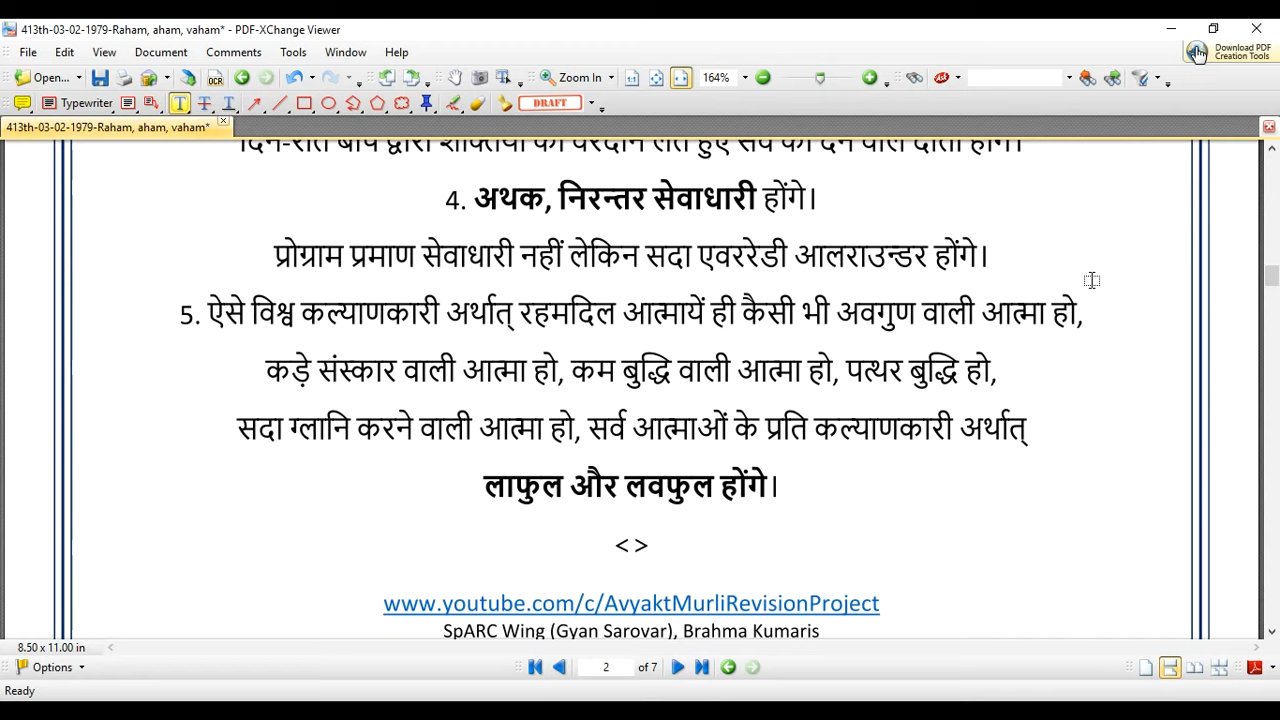 413th-03-02-1979-Raham, aham, vaham* - PDF-XChange Viewer
File Edit View Document Comments Tools Window Help
Download PDF
Creation Tools
Open... OCR Zoom In 164%
Typewriter DRAFT
413th-03-02-1979-Raham, aham, vaham*
दिन-रात बाप द्वारा शक्तियों का वरदान लेते हुए सर्व को देने वाले दाता होंगे।
4. अथक, निरन्तर सेवाधारी होंगे।
प्रोग्राम प्रमाण सेवाधारी नहीं लेकिन सदा एवररेडी आलराउन्डर होंगे।
5. ऐसे विश्व कल्याणकारी अर्थात् रहमदिल आत्मायें ही कैसी भी अवगुण वाली आत्मा हो,
कड़े संस्कार वाली आत्मा हो, कम बुद्धि वाली आत्मा हो, पत्थर बुद्धि हो,
सदा ग्लानि करने वाली आत्मा हो, सर्व आत्माओं के प्रति कल्याणकारी अर्थात्
लाफुल और लवफुल होंगे।
< >
www.youtube.com/c/AvyaktMurliRevisionProject
SpARC Wing (Gyan Sarovar), Brahma Kumaris
8.50 x 11.00 in
Options 2 of 7
Ready